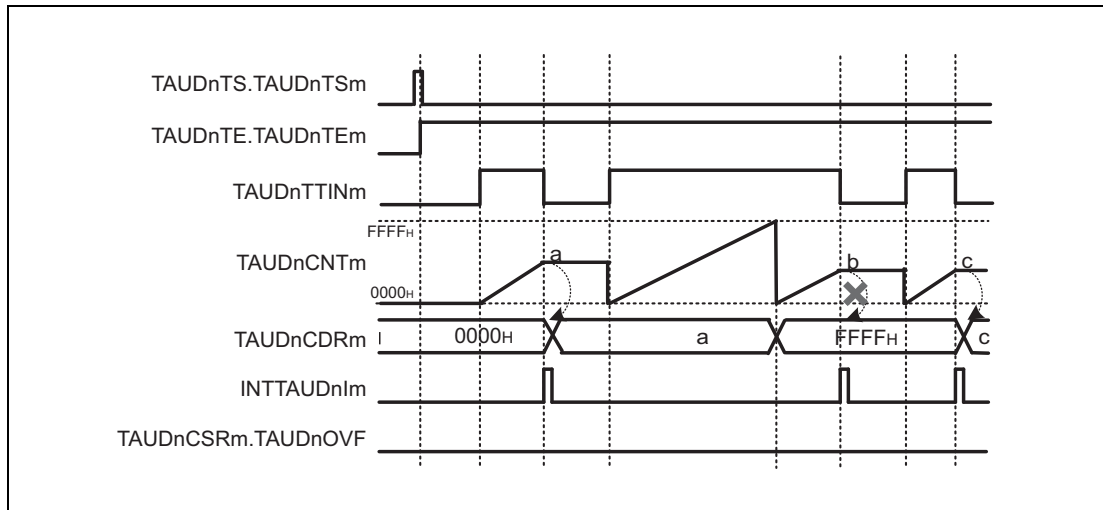 TAUDnTS.TAUDnTSm
TAUDnTE.TAUDnTEm
TAUDnTTINm
FFFFH
TAUDnCNTm
a
b
c
0000H
TAUDnCDRm
0000H
a
FFFFH
c
INTTAUDnIm
TAUDnCSRm.TAUDnOVF